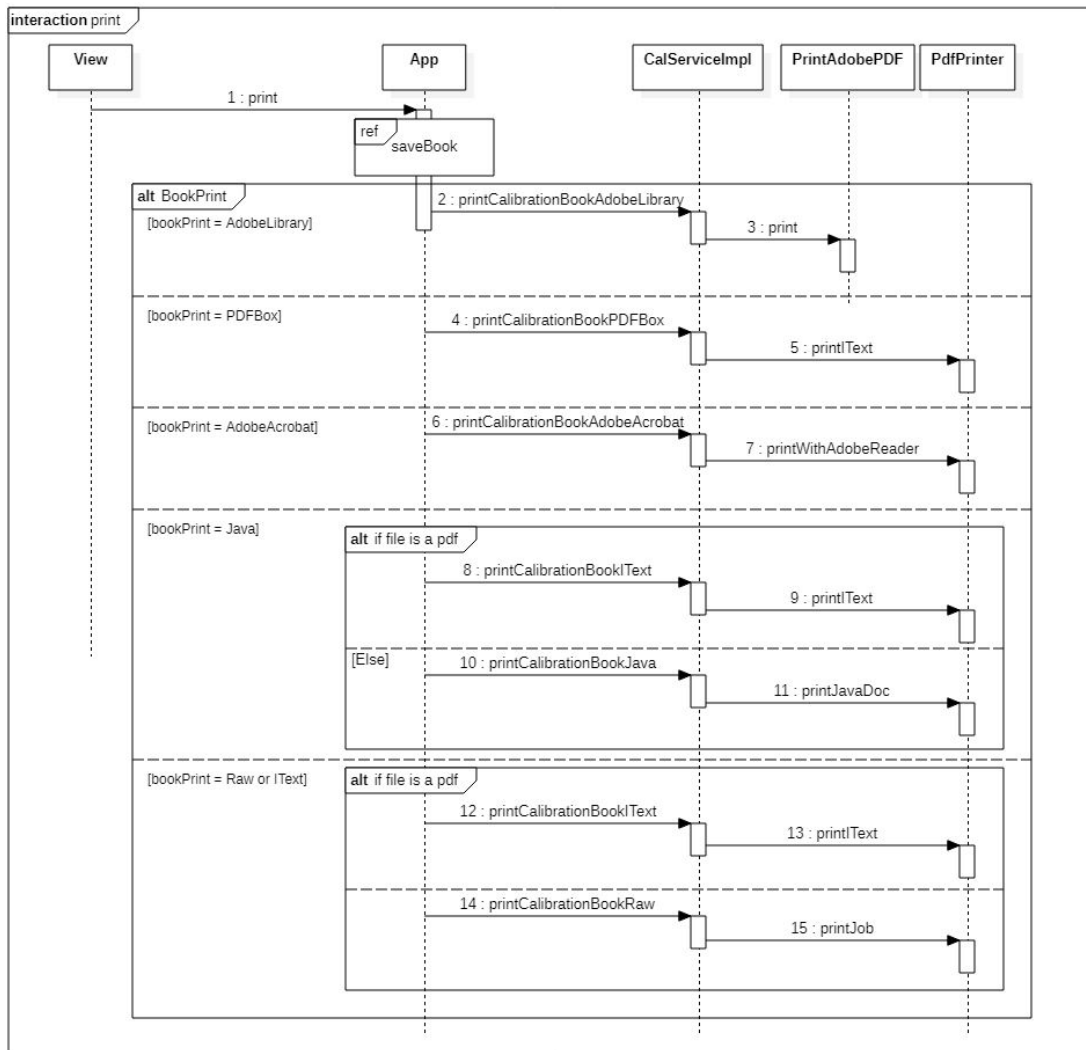 interaction print
View
App
CalServiceImpl
PrintAdobePDF
PdfPrinter
1 : print
ref
saveBook
alt BookPrint
[bookPrint = AdobeLibrary]
2 : printCalibrationBookAdobeLibrary
3 : print
[bookPrint = PDFBox]
4 : printCalibrationBookPDFBox
5 : printIText
[bookPrint = AdobeAcrobat]
6 : printCalibrationBookAdobeAcrobat
7 : printWithAdobeReader
[bookPrint = Java]
alt if file is a pdf
8 : printCalibrationBookIText
9 : printIText
[Else]
10 : printCalibrationBookJava
11 : printJavaDoc
[bookPrint = Raw or IText]
alt if file is a pdf
12 : printCalibrationBookIText
13 : printIText
14 : printCalibrationBookRaw
15 : printJob